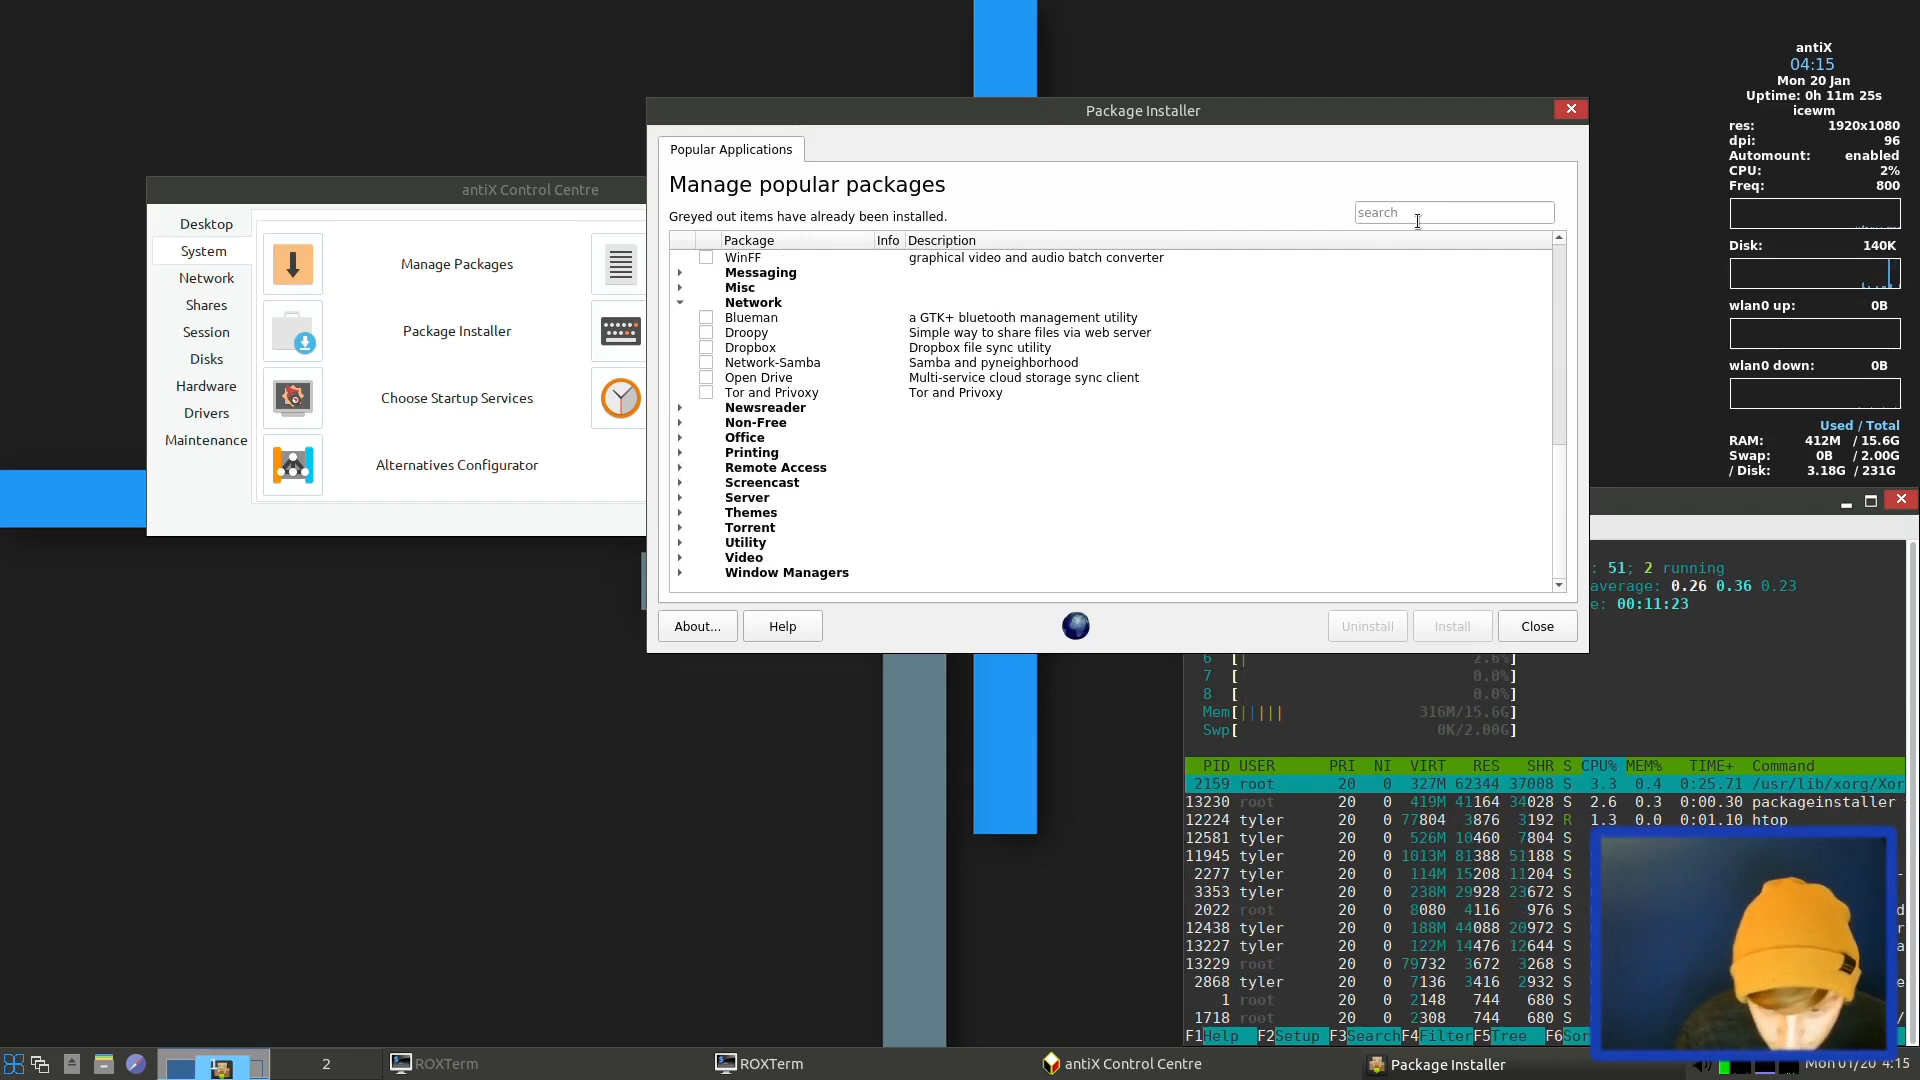 antiX
04:15
Mon 20 Jan
Uptime: 0h 11m 25s
icewm
res: 1920x1080
dpi: 96
Automount: enabled
CPU: 2%
Freq: 800
Disk: 140K
wlan0 up: 0B
wlan0 down: 0B
Used / Total
RAM: 412M / 15.6G
Swap: 0B / 2.00G
/ Disk: 3.18G / 231G
antiX Control Centre
Desktop
System
Network
Shares
Session
Disks
Hardware
Drivers
Maintenance
Manage Packages
Package Installer
Choose Startup Services
Alternatives Configurator
Package Installer
Popular Applications
Manage popular packages
Greyed out items have already been installed.
search
Package Info Description
WinFF graphical video and audio batch converter
Messaging
Misc
Network
Blueman a GTK+ bluetooth management utility
Droopy Simple way to share files via web server
Dropbox Dropbox file sync utility
Network-Samba Samba and pyneighborhood
Open Drive Multi-service cloud storage sync client
Tor and Privoxy Tor and Privoxy
Newsreader
Non-Free
Office
Printing
Remote Access
Screencast
Server
Themes
Torrent
Utility
Video
Window Managers
About... Help Uninstall Install Close
: 51; 2 running
average: 0.26 0.36 0.23
e: 00:11:23
6 [| 2.6%]
7 [ 0.0%]
8 [ 0.0%]
Mem[||||| 316M/15.6G]
Swp[ 0K/2.00G]
PID USER PRI NI VIRT RES SHR S CPU% MEM% TIME+ Command
2159 root 20 0 327M 62344 37008 S 3.3 0.4 0:25.71 /usr/lib/xorg/Xor
13230 root 20 0 419M 41164 34028 S 2.6 0.3 0:00.30 packageinstaller
12224 tyler 20 0 77804 3876 3192 R 1.3 0.0 0:01.10 htop
12581 tyler 20 0 526M 10460 7804 S
11945 tyler 20 0 1013M 81388 51188 S
2277 tyler 20 0 114M 15208 11204 S
3353 tyler 20 0 238M 29928 23672 S
2022 root 20 0 8080 4116 976 S
12438 tyler 20 0 188M 44088 20972 S
13227 tyler 20 0 122M 14476 12644 S
13229 root 20 0 79732 3672 3268 S
2868 tyler 20 0 7136 3416 2932 S
1 root 20 0 2148 744 680 S
1718 root 20 0 2308 744 680 S
F1Help F2Setup F3SearchF4FilterF5Tree F6Sor
1 2 ROXTerm ROXTerm antiX Control Centre Package Installer Mon 01/20 4:15